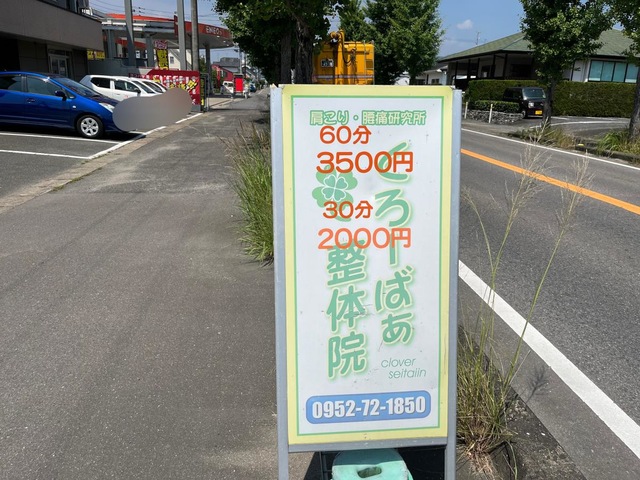 肩こり・腰痛研究所
60分
3500円
30分
2000円
くろーばぁ
整体院
clover
seitaiin
0952-72-1850